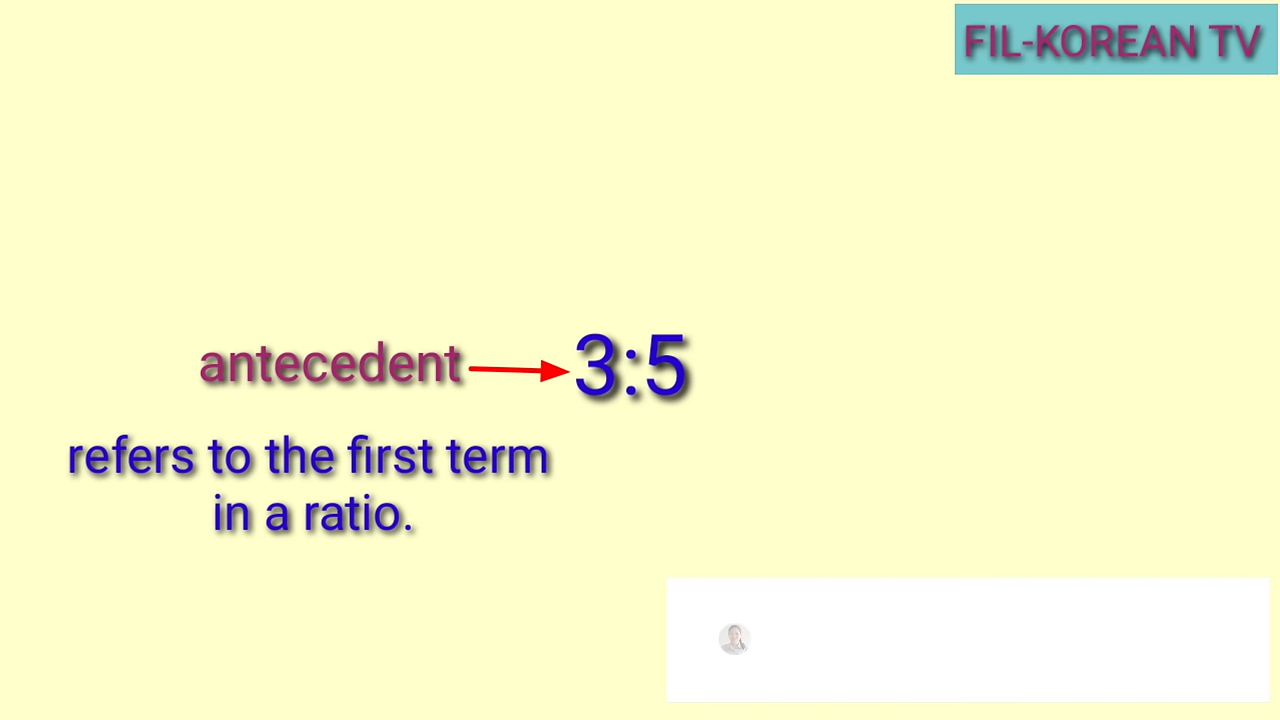 FIL-KOREAN TV
antecedent
3:5
refers to the first term
in a ratio.